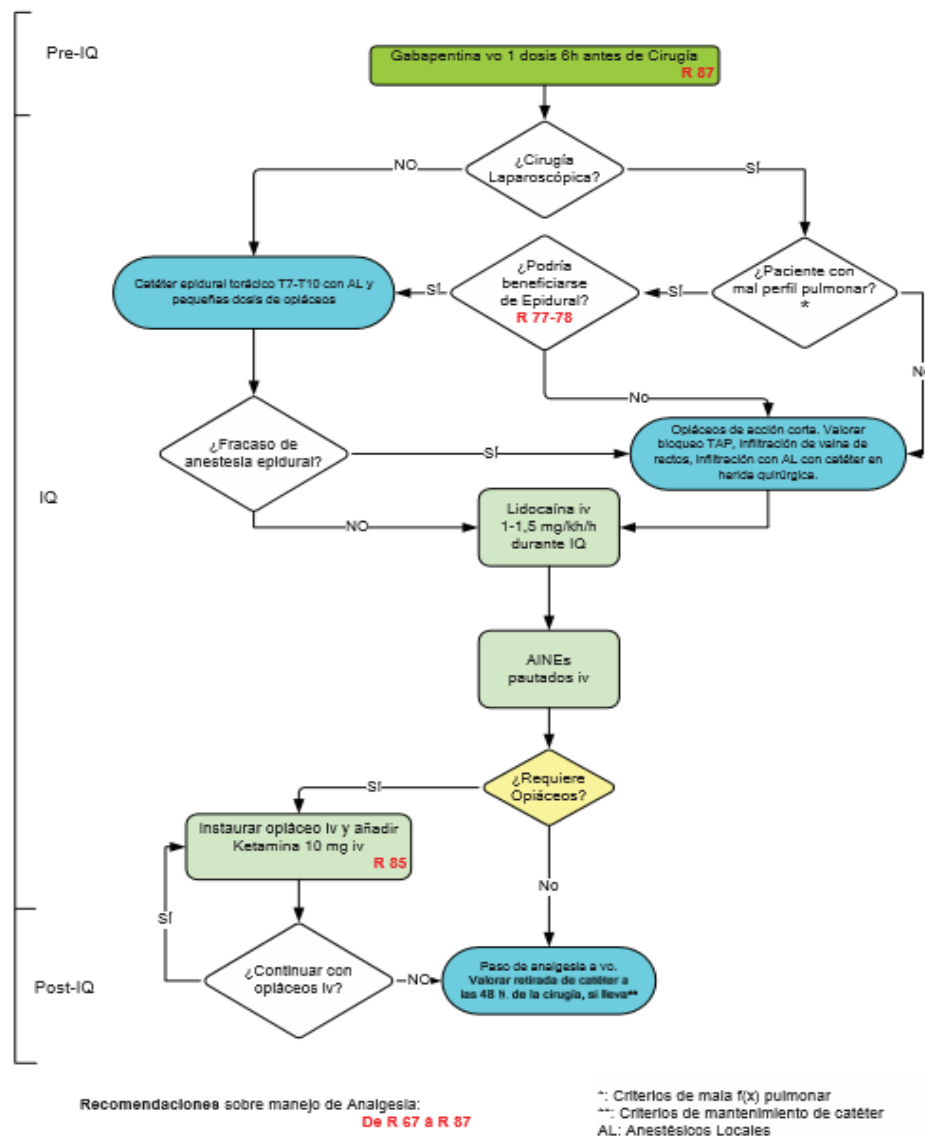 Pre-IQ
Gabapentina vo 1 dosis 6h antes de Cirugía
R 87
¿Cirugía
Laparoscópica?
NO
Sí
Catéter epidural torácico T7-T10 con AL y
pequeñas dosis de opiáceos
Sí
¿Podría
beneficiarse
de Epidural?
R 77-78
Sí
¿Paciente con
mal perfil pulmonar?
*
No
No
¿Fracaso de
anestesia epidural?
Sí
Opiáceos de acción corta. Valorar
bloqueo TAP, infiltración de vaina de
rectos, infiltración con AL con catéter en
herida quirúrgica.
IQ
NO
Lidocaína iv
1-1,5 mg/kh/h
durante IQ
AINEs
pautados iv
¿Requiere
Opiáceos?
Sí
Instaurar opiáceo iv y añadir
Ketamina 10 mg iv
R 85
No
Sí
Post-IQ
¿Continuar con
opiáceos iv?
NO
Paso de analgesia a vo.
Valorar retirada de catéter a
las 48 h. de la cirugía, si lleva**
Recomendaciones sobre manejo de Analgesia:
De R 67 a R 87
*: Criterios de mala f(x) pulmonar
**: Criterios de mantenimiento de catéter
AL: Anestésicos Locales